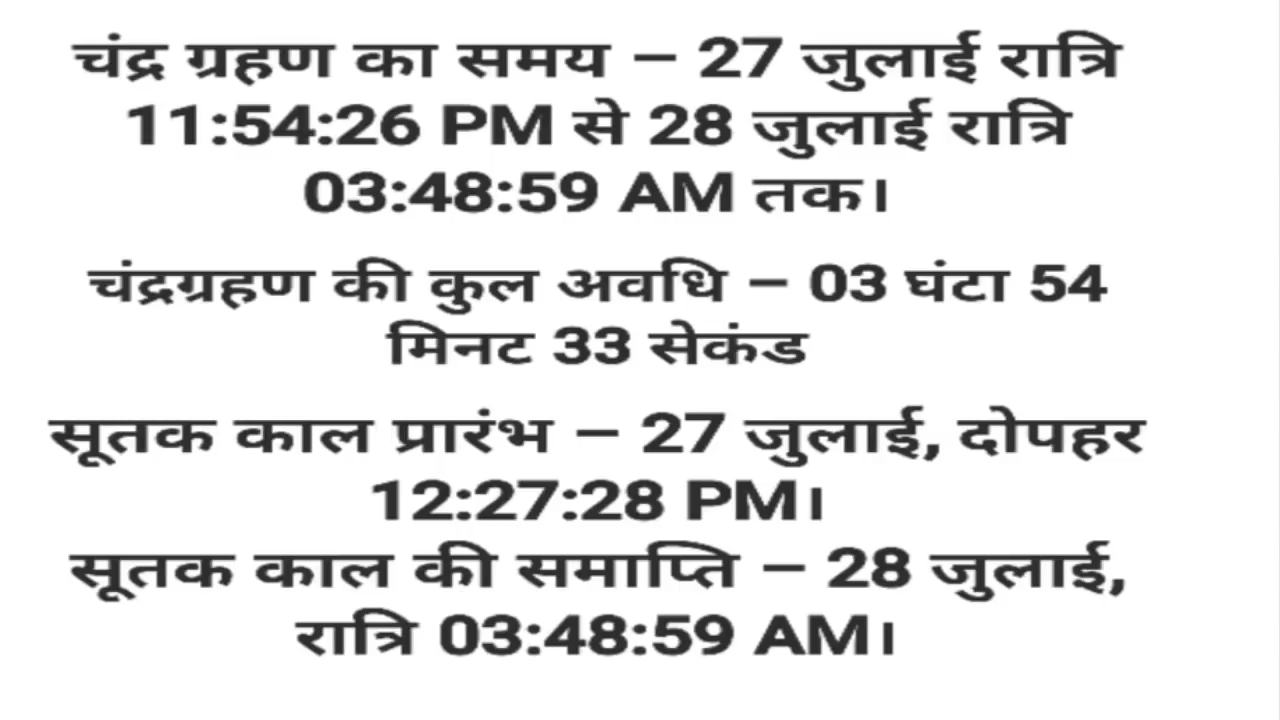 चंद्र ग्रहण का समय – 27 जुलाई रात्रि
11:54:26 PM से 28 जुलाई रात्रि
03:48:59 AM तक।
चंद्रग्रहण की कुल अवधि – 03 घंटा 54
मिनट 33 सेकंड
सूतक काल प्रारंभ – 27 जुलाई, दोपहर
12:27:28 PM।
सूतक काल की समाप्ति – 28 जुलाई,
रात्रि 03:48:59 AM।